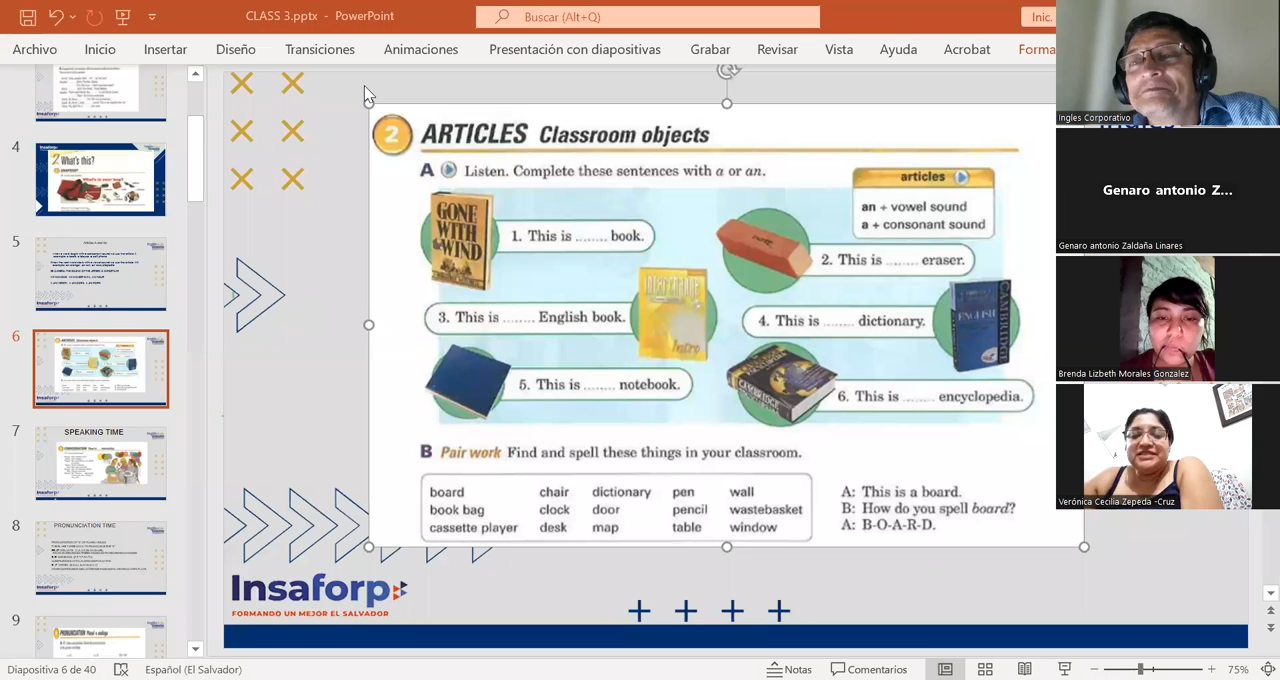 CLASS 3.pptx - PowerPoint
Buscar (Alt+Q)
Inic.
Archivo
Inicio
Insertar
Diseño
Transiciones
Animaciones
Presentación con diapositivas
Grabar
Revisar
Vista
Ayuda
Acrobat
Forma
4
What's this?
5
6
7
SPEAKING TIME
8
PRONUNCIATION TIME
9
2 ARTICLES Classroom objects
A Listen. Complete these sentences with a or an.
articles
an + vowel sound
a + consonant sound
GONE WITH the WIND
1. This is ........ book.
2. This is ........ eraser.
3. This is ........ English book.
Intro
4. This is ........ dictionary.
ENGLISH
CAMBRIDGE
5. This is ........ notebook.
6. This is ........ encyclopedia.
B Pair work Find and spell these things in your classroom.
board chair dictionary pen wall
book bag clock door pencil wastebasket
cassette player desk map table window
A: This is a board.
B: How do you spell board?
A: B-O-A-R-D.
Insaforp
FORMANDO UN MEJOR EL SALVADOR
Ingles Corporativo
Genaro antonio Z...
Genaro antonio Zaldaña Linares
Brenda Lizbeth Morales Gonzalez
Verónica Cecilia Zepeda -Cruz
Diapositiva 6 de 40
Español (El Salvador)
Notas
Comentarios
75%